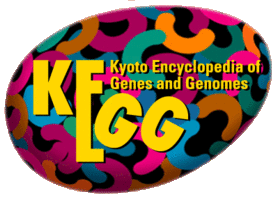 KEGG
Kyoto Encyclopedia of
Genes and Genomes